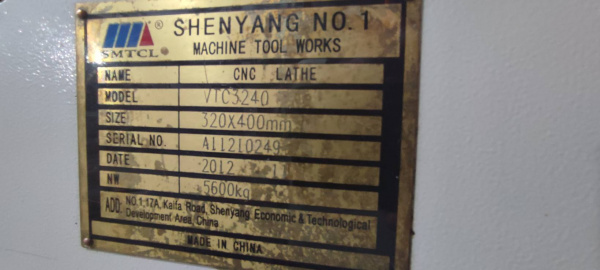 SMTCL ® SHENYANG NO. 1
MACHINE TOOL WORKS
NAME CNC LATHE
MODEL VTC3240
SIZE 320X400mm
SERIAL NO. A11210249
DATE 2012 11
NW 5600kg
ADD: NO.1,17A, Kaifa Road, Shenyang Economic & Technological
Development Area, China
MADE IN CHINA